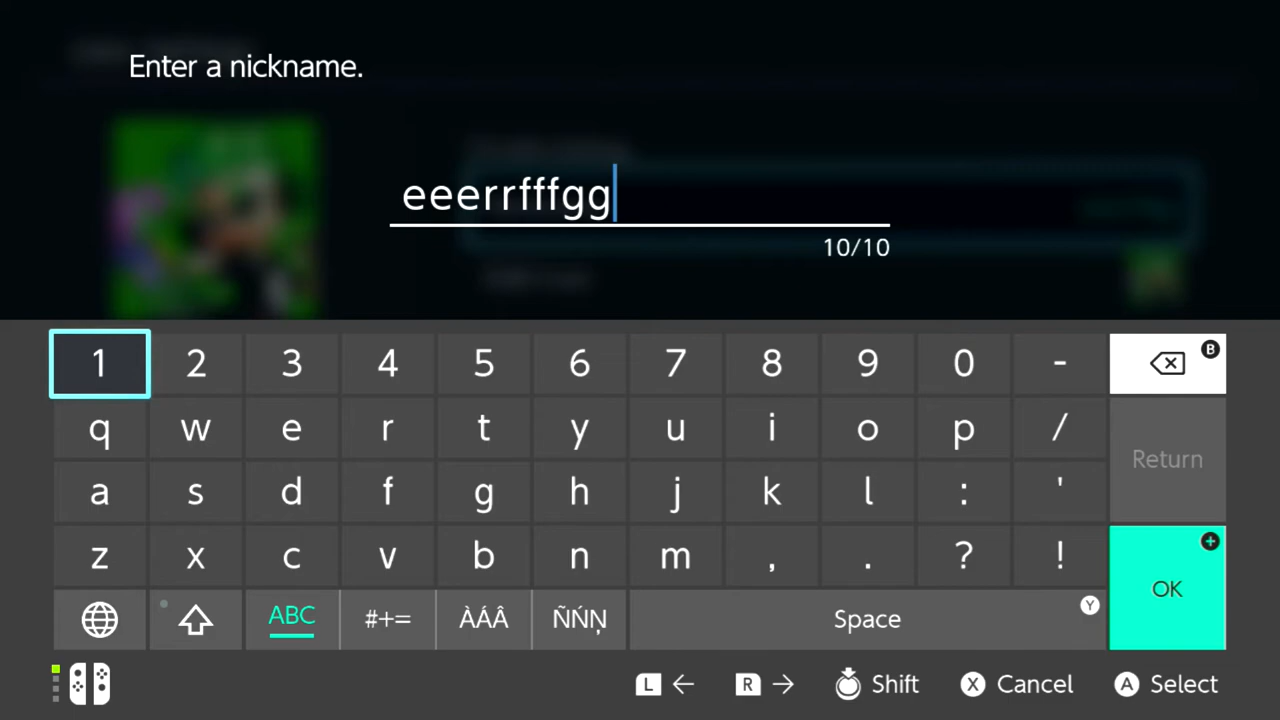 Enter a nickname.
eeerrfffgg
10/10
1 2 3 4 5 6 7 8 9 0 - B
q w e r t y u i o p /
Return
a s d f g h j k l : '
z x c v b n m , . ? ! +
OK
ABC #+= ÀÁÂ ÑŃŅ Space Y
L ← R → Shift X Cancel A Select